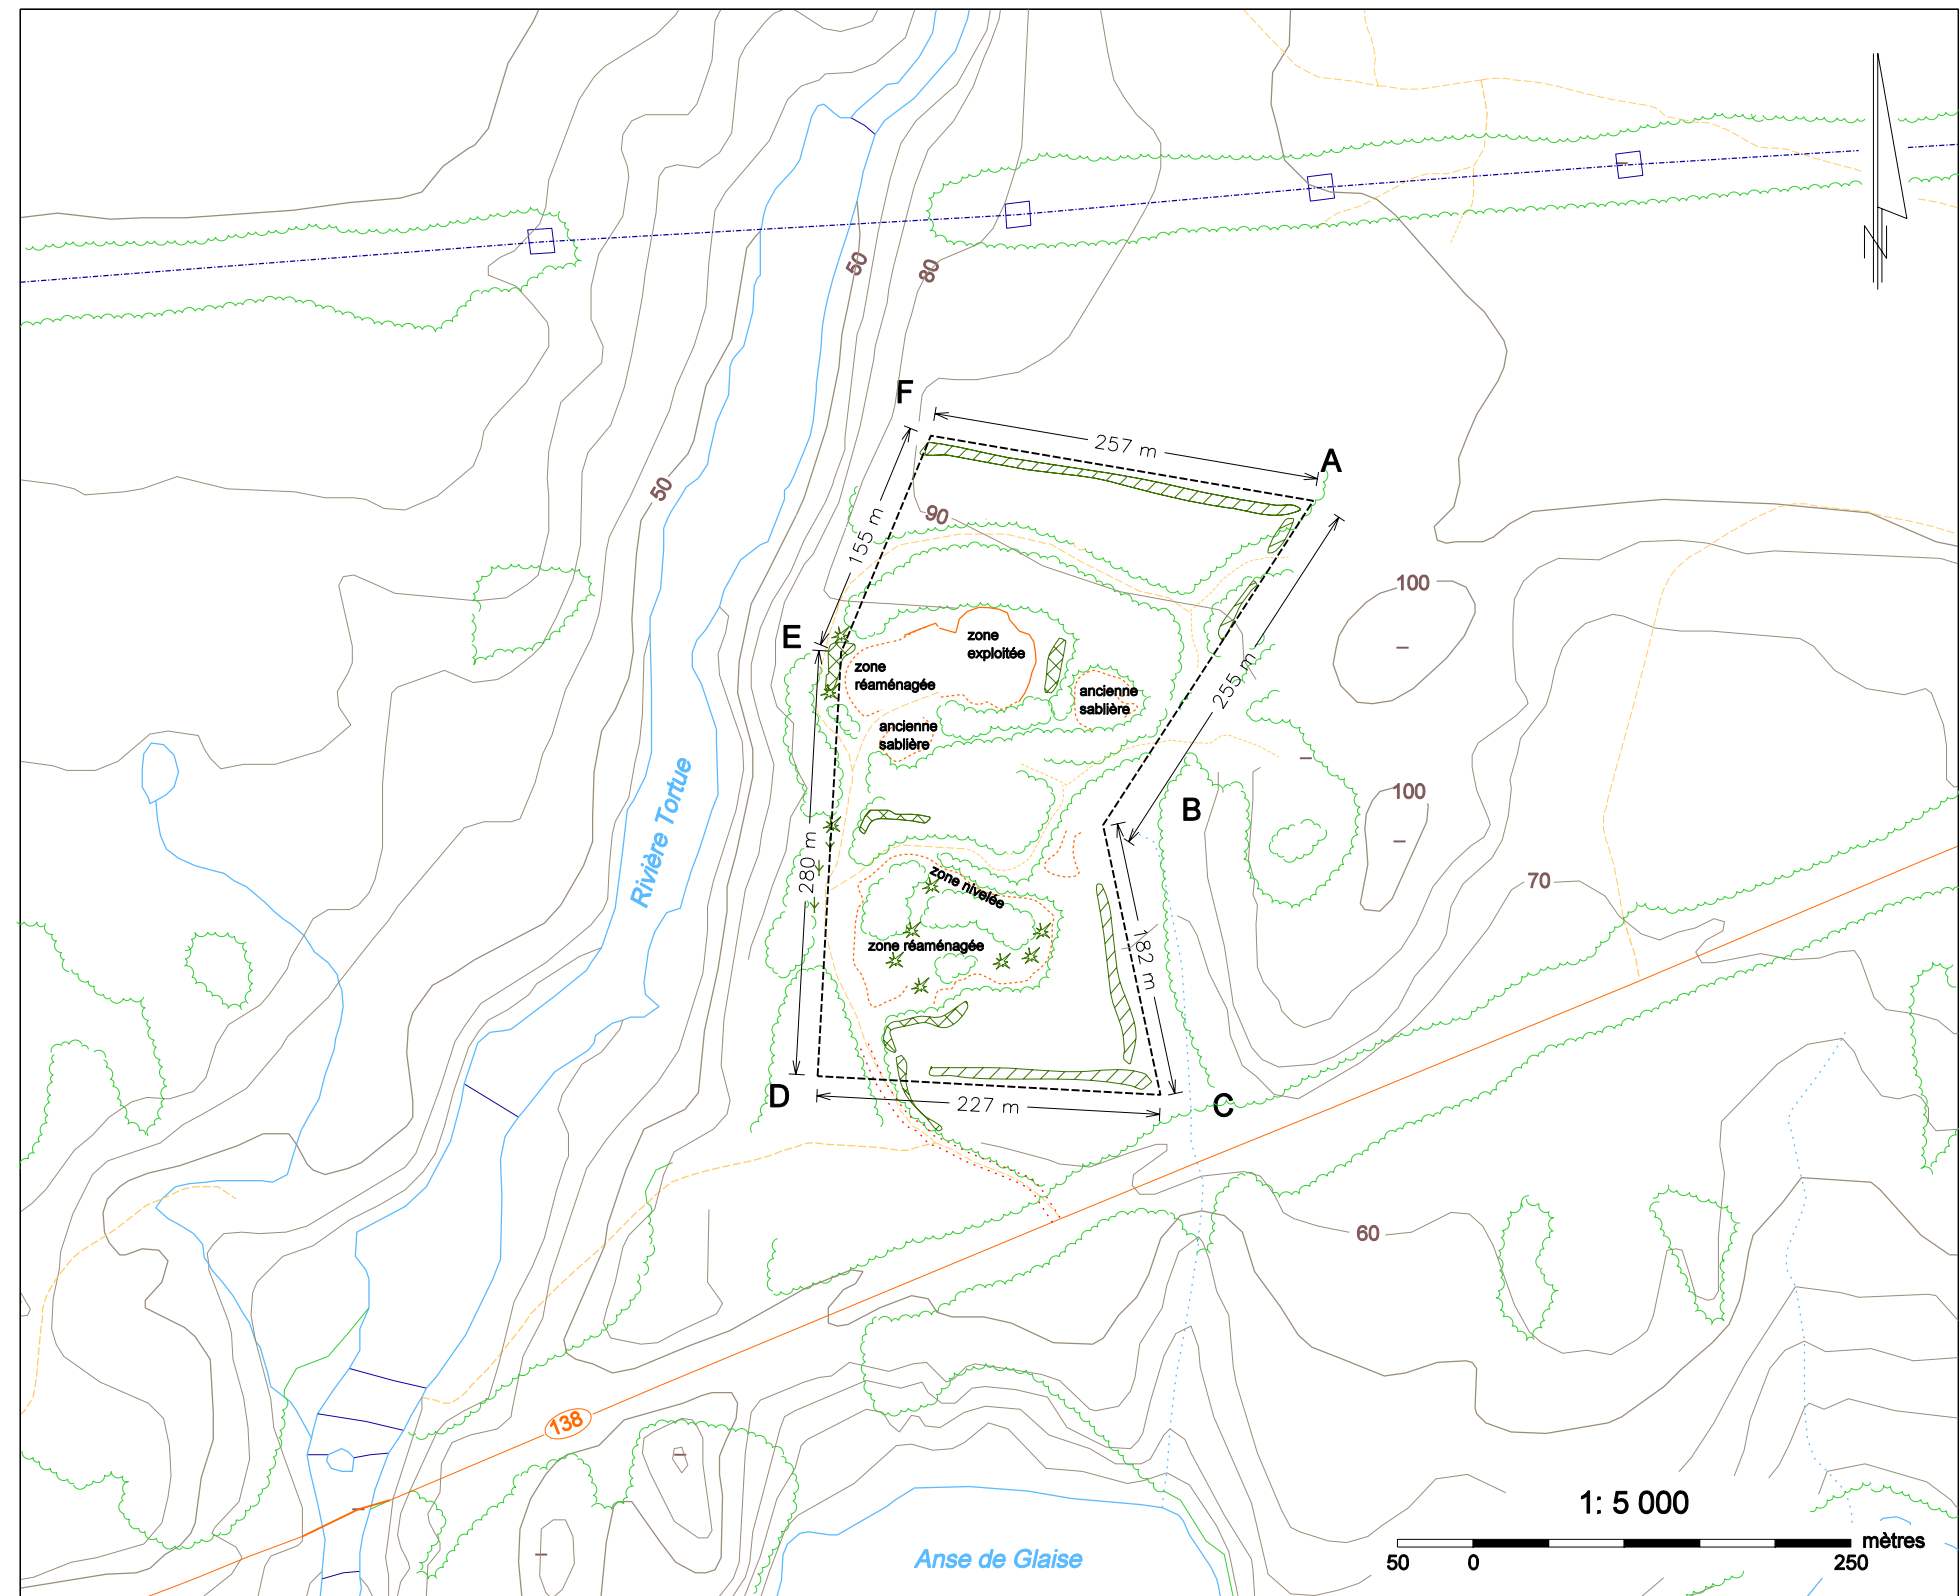 N
50
80
F
257 m
A
50
155 m
90
100
E
zone
exploitée
zone
réaménagée
255 m
ancienne
sablière
ancienne
sablière
Rivière Tortue
100
B
280 m
zone nivelée
70
zone réaménagée
182 m
D
227 m
C
60
138
1: 5 000
mètres
50
0
250
Anse de Glaise